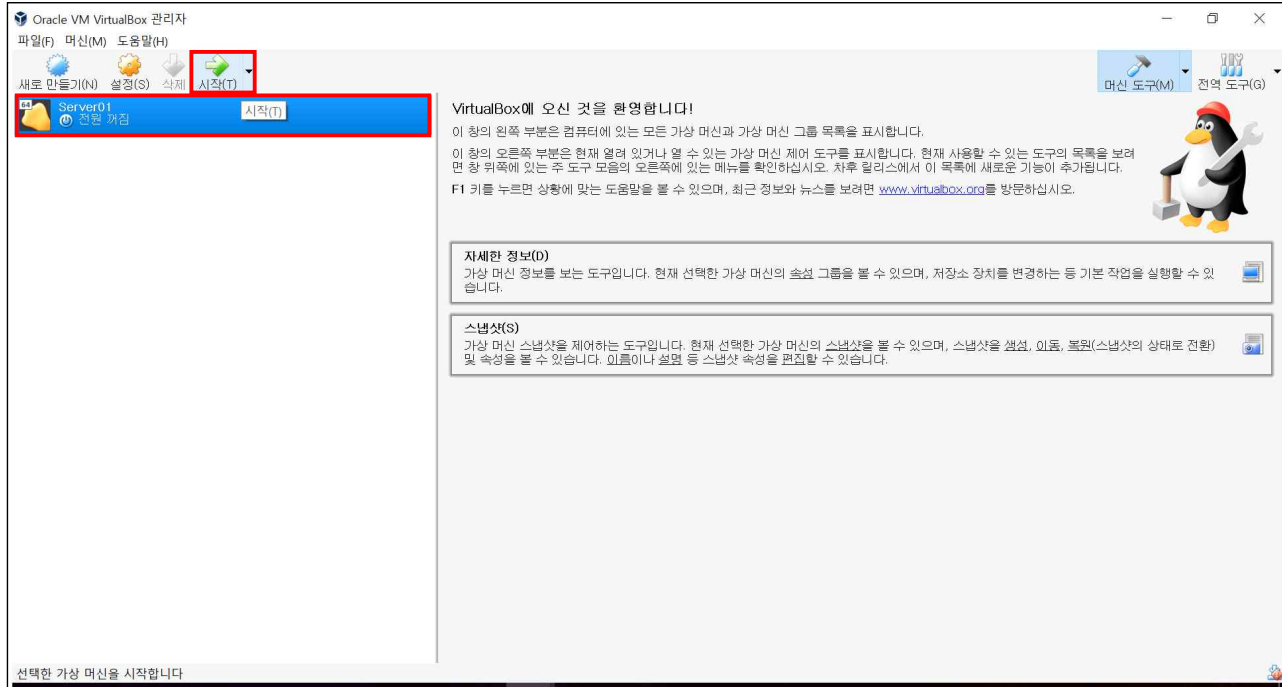 Oracle VM VirtualBox 관리자
파일(F) 머신(M) 도움말(H)
새로 만들기(N) 설정(S) 삭제 시작(T)
머신 도구(M) 전역 도구(G)
64 Server01
전원 꺼짐
시작(T)
VirtualBox에 오신 것을 환영합니다!
이 창의 왼쪽 부분은 컴퓨터에 있는 모든 가상 머신과 가상 머신 그룹 목록을 표시합니다.
이 창의 오른쪽 부분은 현재 열려 있거나 열 수 있는 가상 머신 제어 도구를 표시합니다. 현재 사용할 수 있는 도구의 목록을 보려
면 창 위쪽에 있는 주 도구 모음의 오른쪽에 있는 메뉴를 확인하십시오. 차후 릴리스에서 이 목록에 새로운 기능이 추가됩니다.
F1 키를 누르면 상황에 맞는 도움말을 볼 수 있으며, 최근 정보와 뉴스를 보려면 www.virtualbox.org를 방문하십시오.
자세한 정보(D)
가상 머신 정보를 보는 도구입니다. 현재 선택한 가상 머신의 속성 그룹을 볼 수 있으며, 저장소 장치를 변경하는 등 기본 작업을 실행할 수 있
습니다.
스냅샷(S)
가상 머신 스냅샷을 제어하는 도구입니다. 현재 선택한 가상 머신의 스냅샷을 볼 수 있으며, 스냅샷을 생성, 이동, 복원(스냅샷의 상태로 전환)
및 속성을 볼 수 있습니다. 이름이나 설명 등 스냅샷 속성을 편집할 수 있습니다.
선택한 가상 머신을 시작합니다